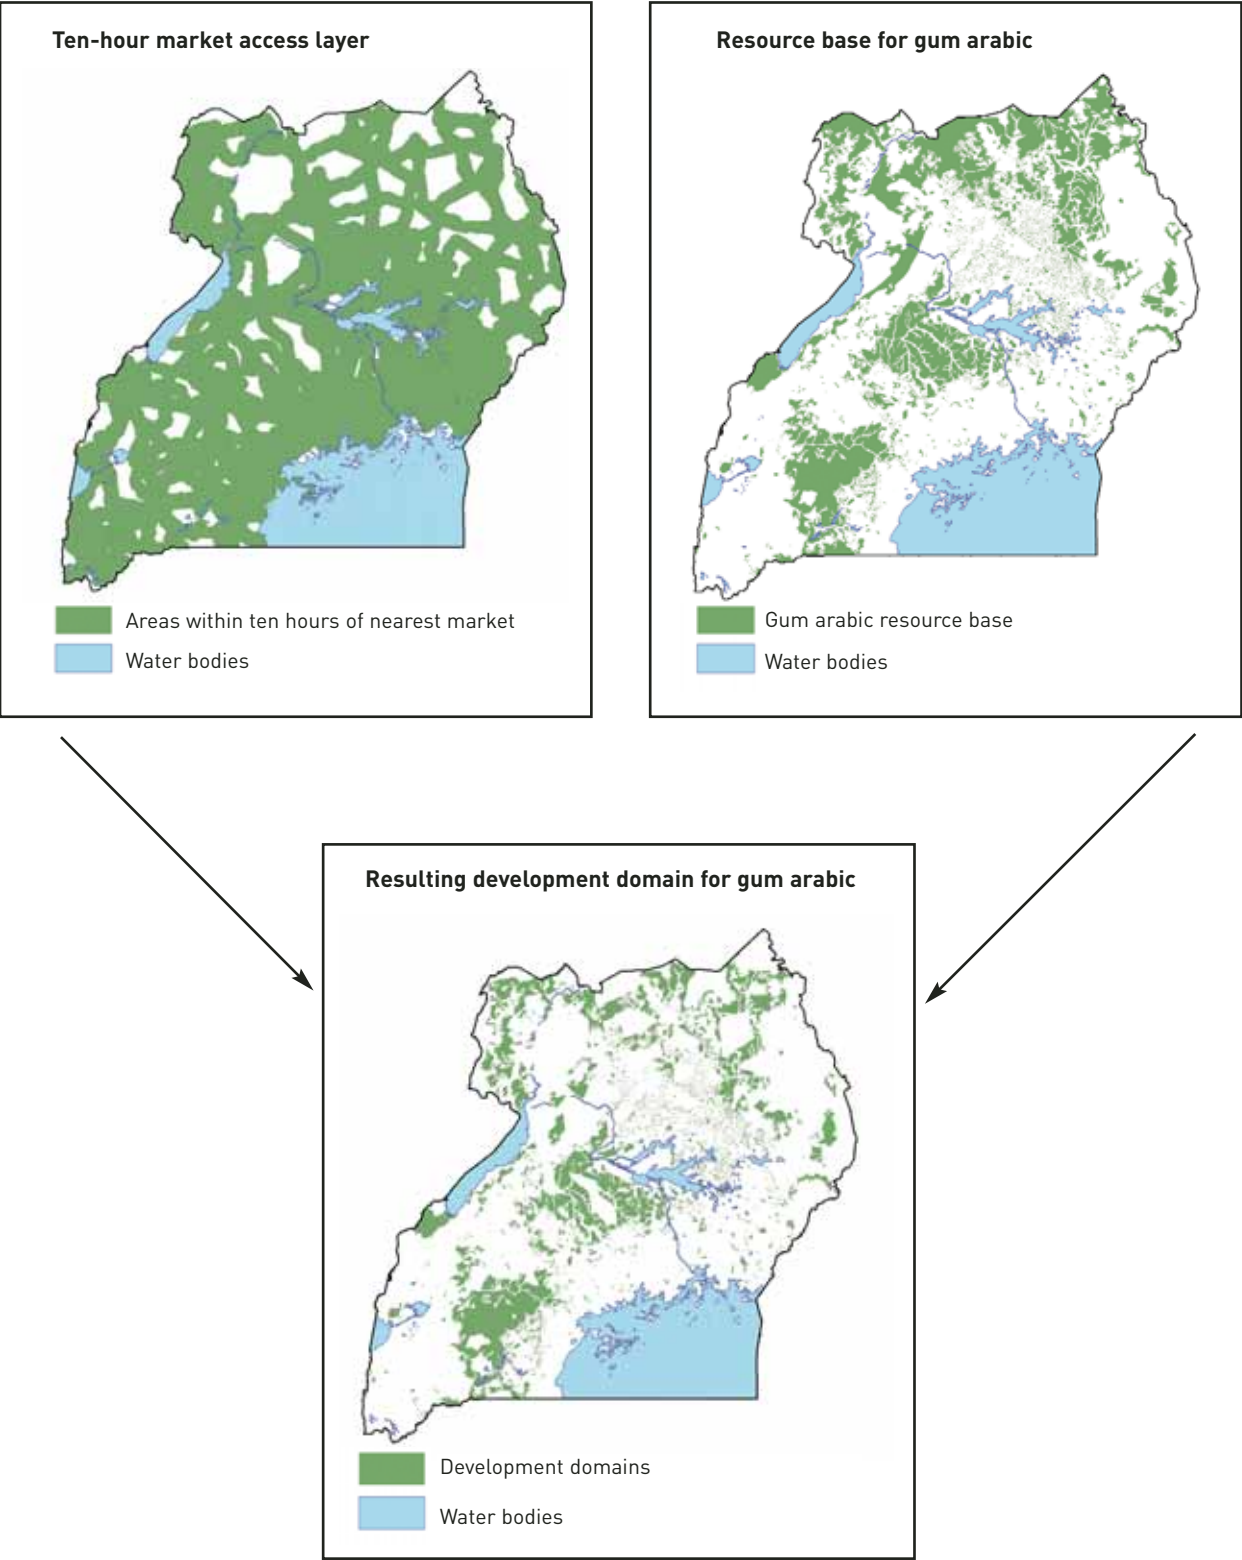 Ten-hour market access layer
Areas within ten hours of nearest market
Water bodies
Resource base for gum arabic
Gum arabic resource base
Water bodies
Resulting development domain for gum arabic
Development domains
Water bodies